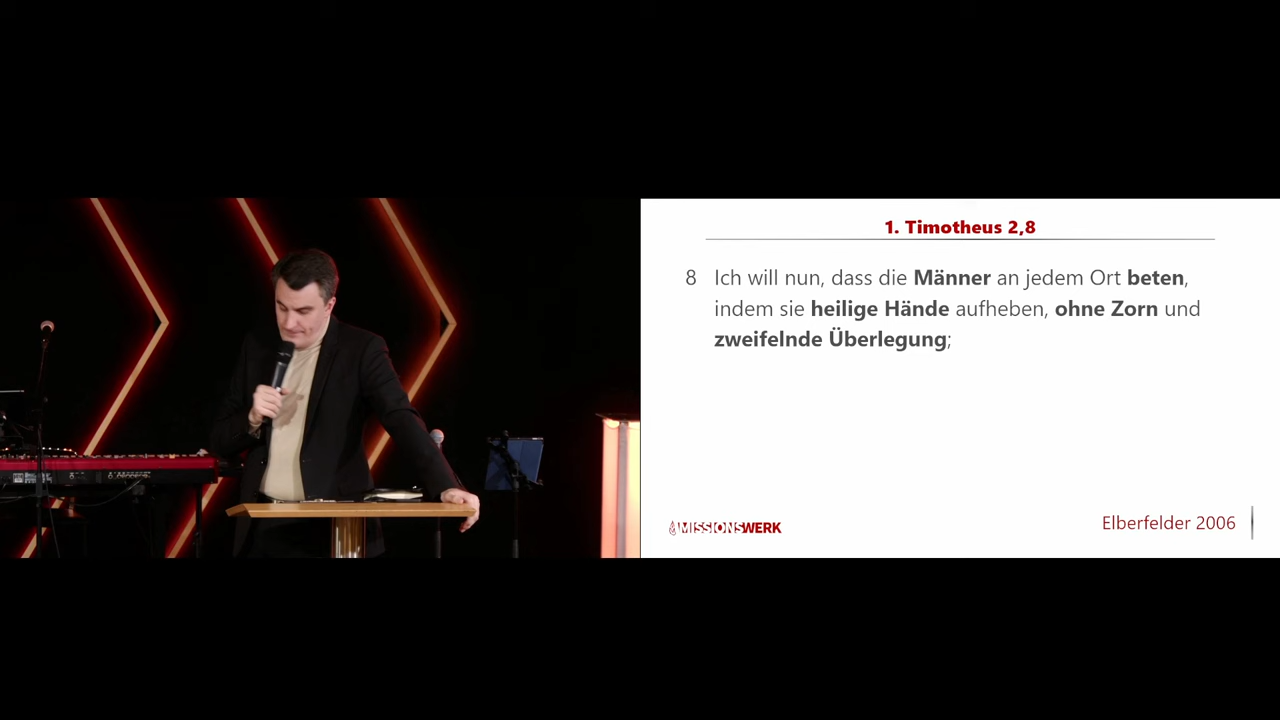 1. Timotheus 2,8
8 Ich will nun, dass die Männer an jedem Ort beten,
indem sie heilige Hände aufheben, ohne Zorn und
zweifelnde Überlegung;
MISSIONSWERK
Elberfelder 2006